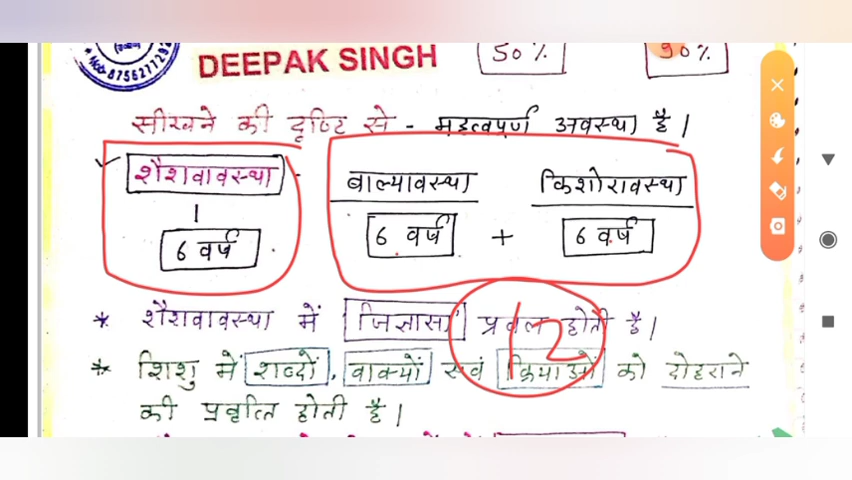 DEEPAK SINGH 50% 90%
सीखने की दृष्टि से - महत्वपूर्ण अवस्था है।
शैशवावस्था - बाल्यावस्था किशोरावस्था
6 वर्ष 6 वर्ष + 6 वर्ष
12
* शैशवावस्था में जिज्ञासा प्रवल होती है।
* शिशु में शब्दों, वाक्यों एवं क्रियाओं को दोहराने
की प्रवृत्ति होती है।